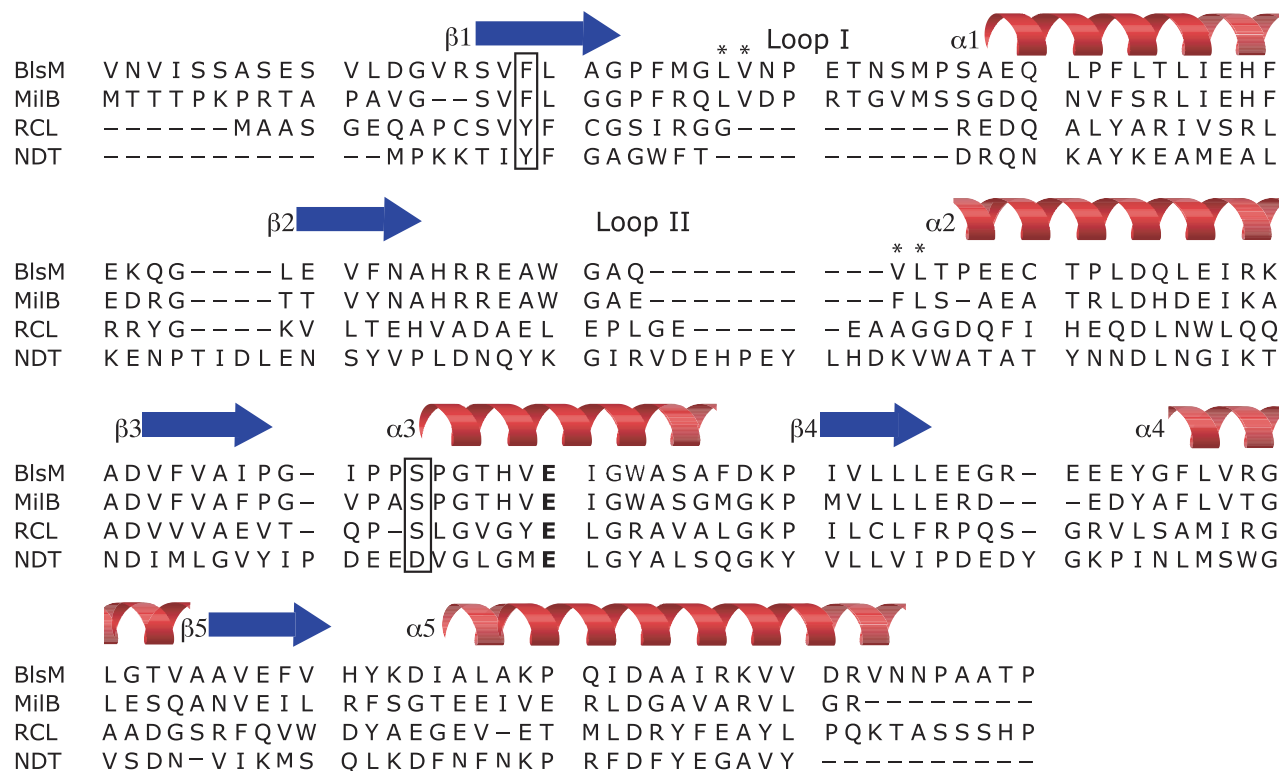 β1 * * Loop I α1
BlsM VNVISSASES VLDGVRSVFL AGPFMGLVNP ETNSMPSAEQ LPFLTLIEHF
MilB MTTTPKPRTA PAVG––SVFL GGPFRQLVDP RTGVMSSGDQ NVFSRLIEHF
RCL ––––––MAAS GEQAPCSVYF CGSIRGG––– ––––––REDQ ALYARIVSRL
NDT –––––––––– ––MPKKTIYF GAGWFT–––– ––––––DRQN KAYKEAMEAL
β2 Loop II * * α2
BlsM EKQG––––LE VFNAHRREAW GAQ––––––– –––VLTPEEC TPLDQLEIRK
MilB EDRG––––TT VYNAHRREAW GAE––––––– –––FLS–AEA TRLDHDEIKA
RCL RRYG––––KV LTEHVADAEL EPLGE––––– –EAAGGDQFI HEQDLNWLQQ
NDT KENPTIDLEN SYVPLDNQYK GIRVDEHPEY LHDKVWATAT YNNDLNGIKT
β3 α3 β4 α4
BlsM ADVFVAIPG– IPPSPGTHVE IGWASAFDKP IVLLLEEGR– EEEYGFLVRG
MilB ADVFVAFPG– VPASPGTHVE IGWASGMGKP MVLLLERD–– –EDYAFLVTG
RCL ADVVVAEVT– QP–SLGVGYE LGRAVALGKP ILCLFRPQS– GRVLSAMIRG
NDT NDIMLGVYIP DEEDVGLGME LGYALSQGKY VLLVIPDEDY GKPINLMSWG
β5 α5
BlsM LGTVAAVEFV HYKDIALAKP QIDAAIRKVV DRVNNPAATP
MilB LESQANVEIL RFSGTEEIVE RLDGAVARVL GR––––––––
RCL AADGSRFQVW DYAEGEV–ET MLDRYFEAYL PQKTASSSHP
NDT VSDN–VIKMS QLKDFNFNKP RFDFYEGAVY ––––––––––